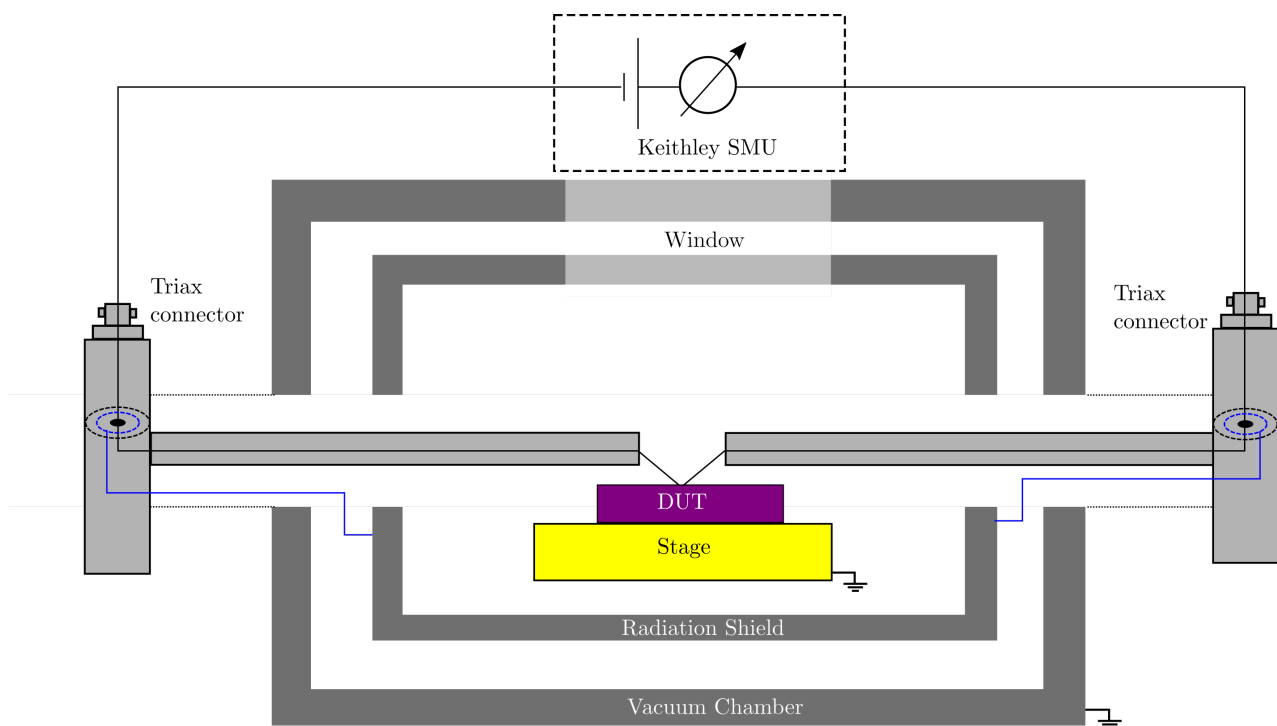 Keithley SMU
Window
Triax
connector
Triax
connector
DUT
Stage
Radiation Shield
Vacuum Chamber